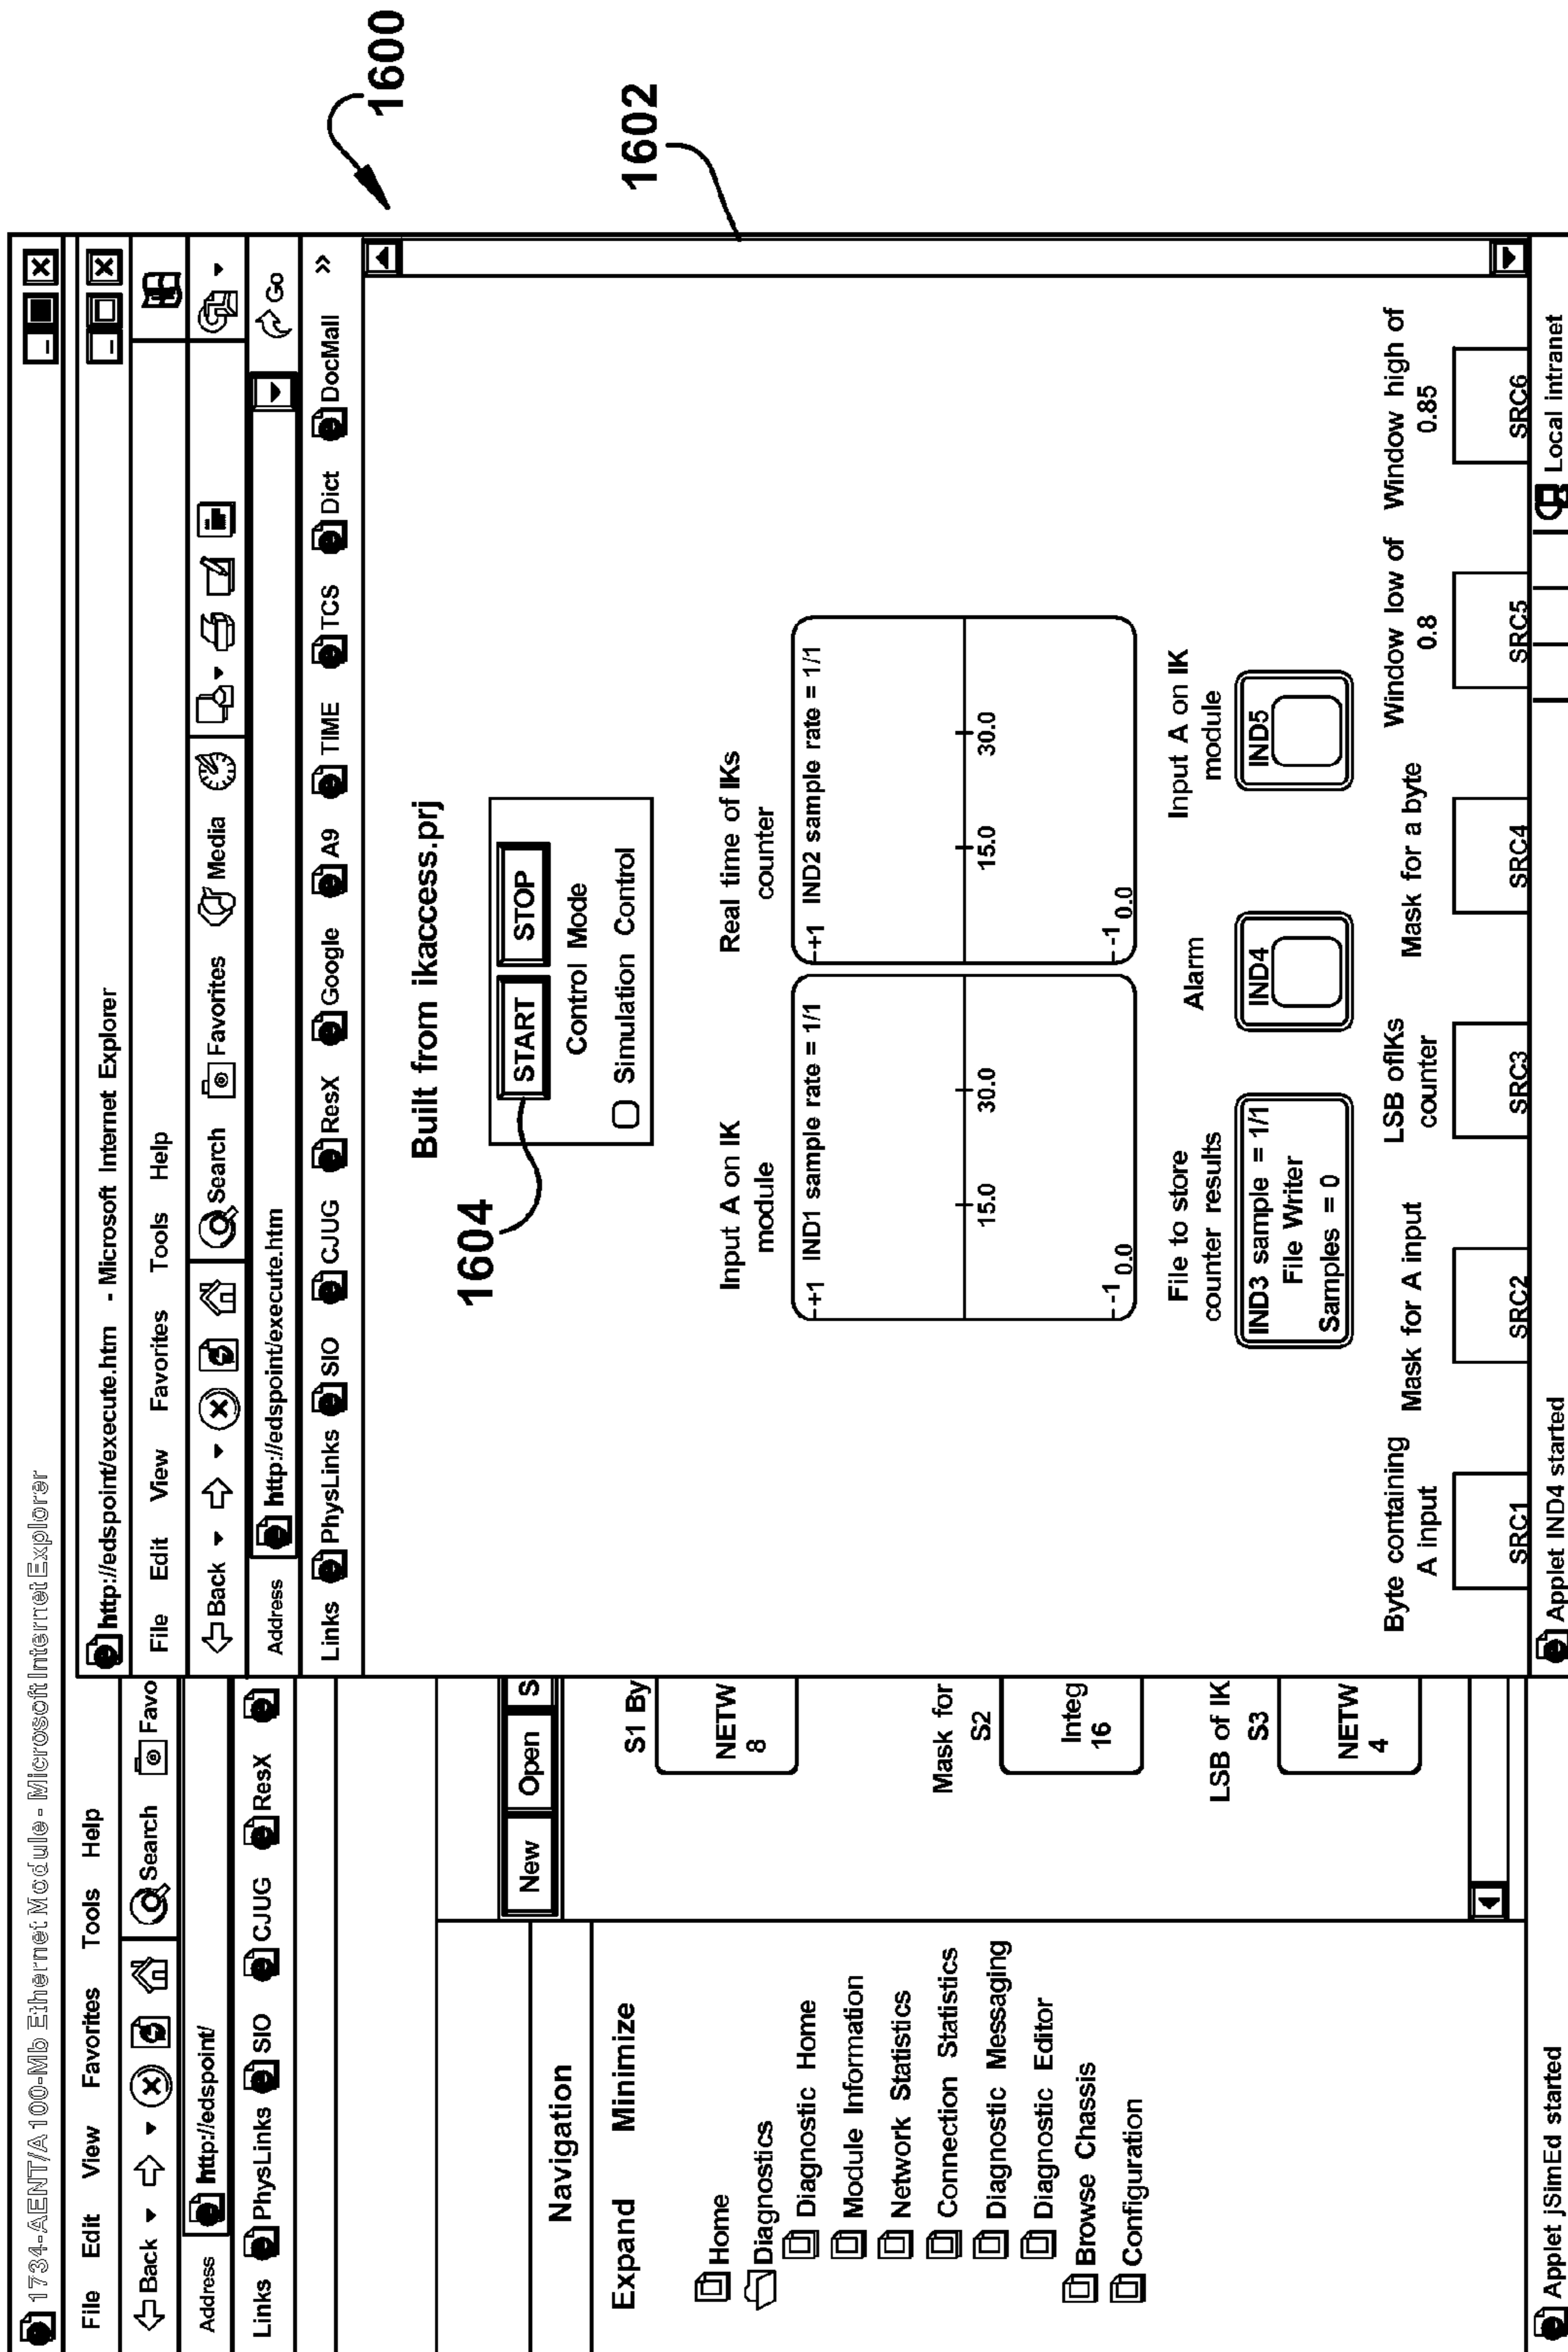 1734-AENT/A 100-Mb Ethernet Module - Microsoft Internet Explorer
File Edit View Favorites Tools Help
Back Search Favo
Address http://edspoint/
Links PhysLinks SIO CJUG ResX
Navigation
Expand Minimize
Home
Diagnostics
Diagnostic Home
Module Information
Network Statistics
Connection Statistics
Diagnostic Messaging
Diagnostic Editor
Browse Chassis
Configuration
New Open S
S1 By
NETW
8
Mask for
S2
Integ
16
LSB of IK
S3
NETW
4
Applet jSimEd started
http://edspoint/execute.htm - Microsoft Internet Explorer
File Edit View Favorites Tools Help
Back Search Favorites Media
Address http://edspoint/execute.htm Go
Links PhysLinks SIO CJUG ResX Google A9 TIME TCS Dict DocMall »
Built from ikaccess.prj
1604
START STOP
Control Mode
Simulation Control
Input A on IK
module
+1 IND1 sample rate = 1/1
15.0 30.0
-1 0.0
Real time of IKs
counter
+1 IND2 sample rate = 1/1
15.0 30.0
-1 0.0
File to store
counter results
IND3 sample = 1/1
File Writer
Samples = 0
Alarm
IND4
Input A on IK
module
IND5
Byte containing
A input
SRC1
Mask for A input
SRC2
LSB ofIKs
counter
SRC3
Mask for a byte
SRC4
Window low of
0.8
SRC5
Window high of
0.85
SRC6
Applet IND4 started Local intranet
1600
1602